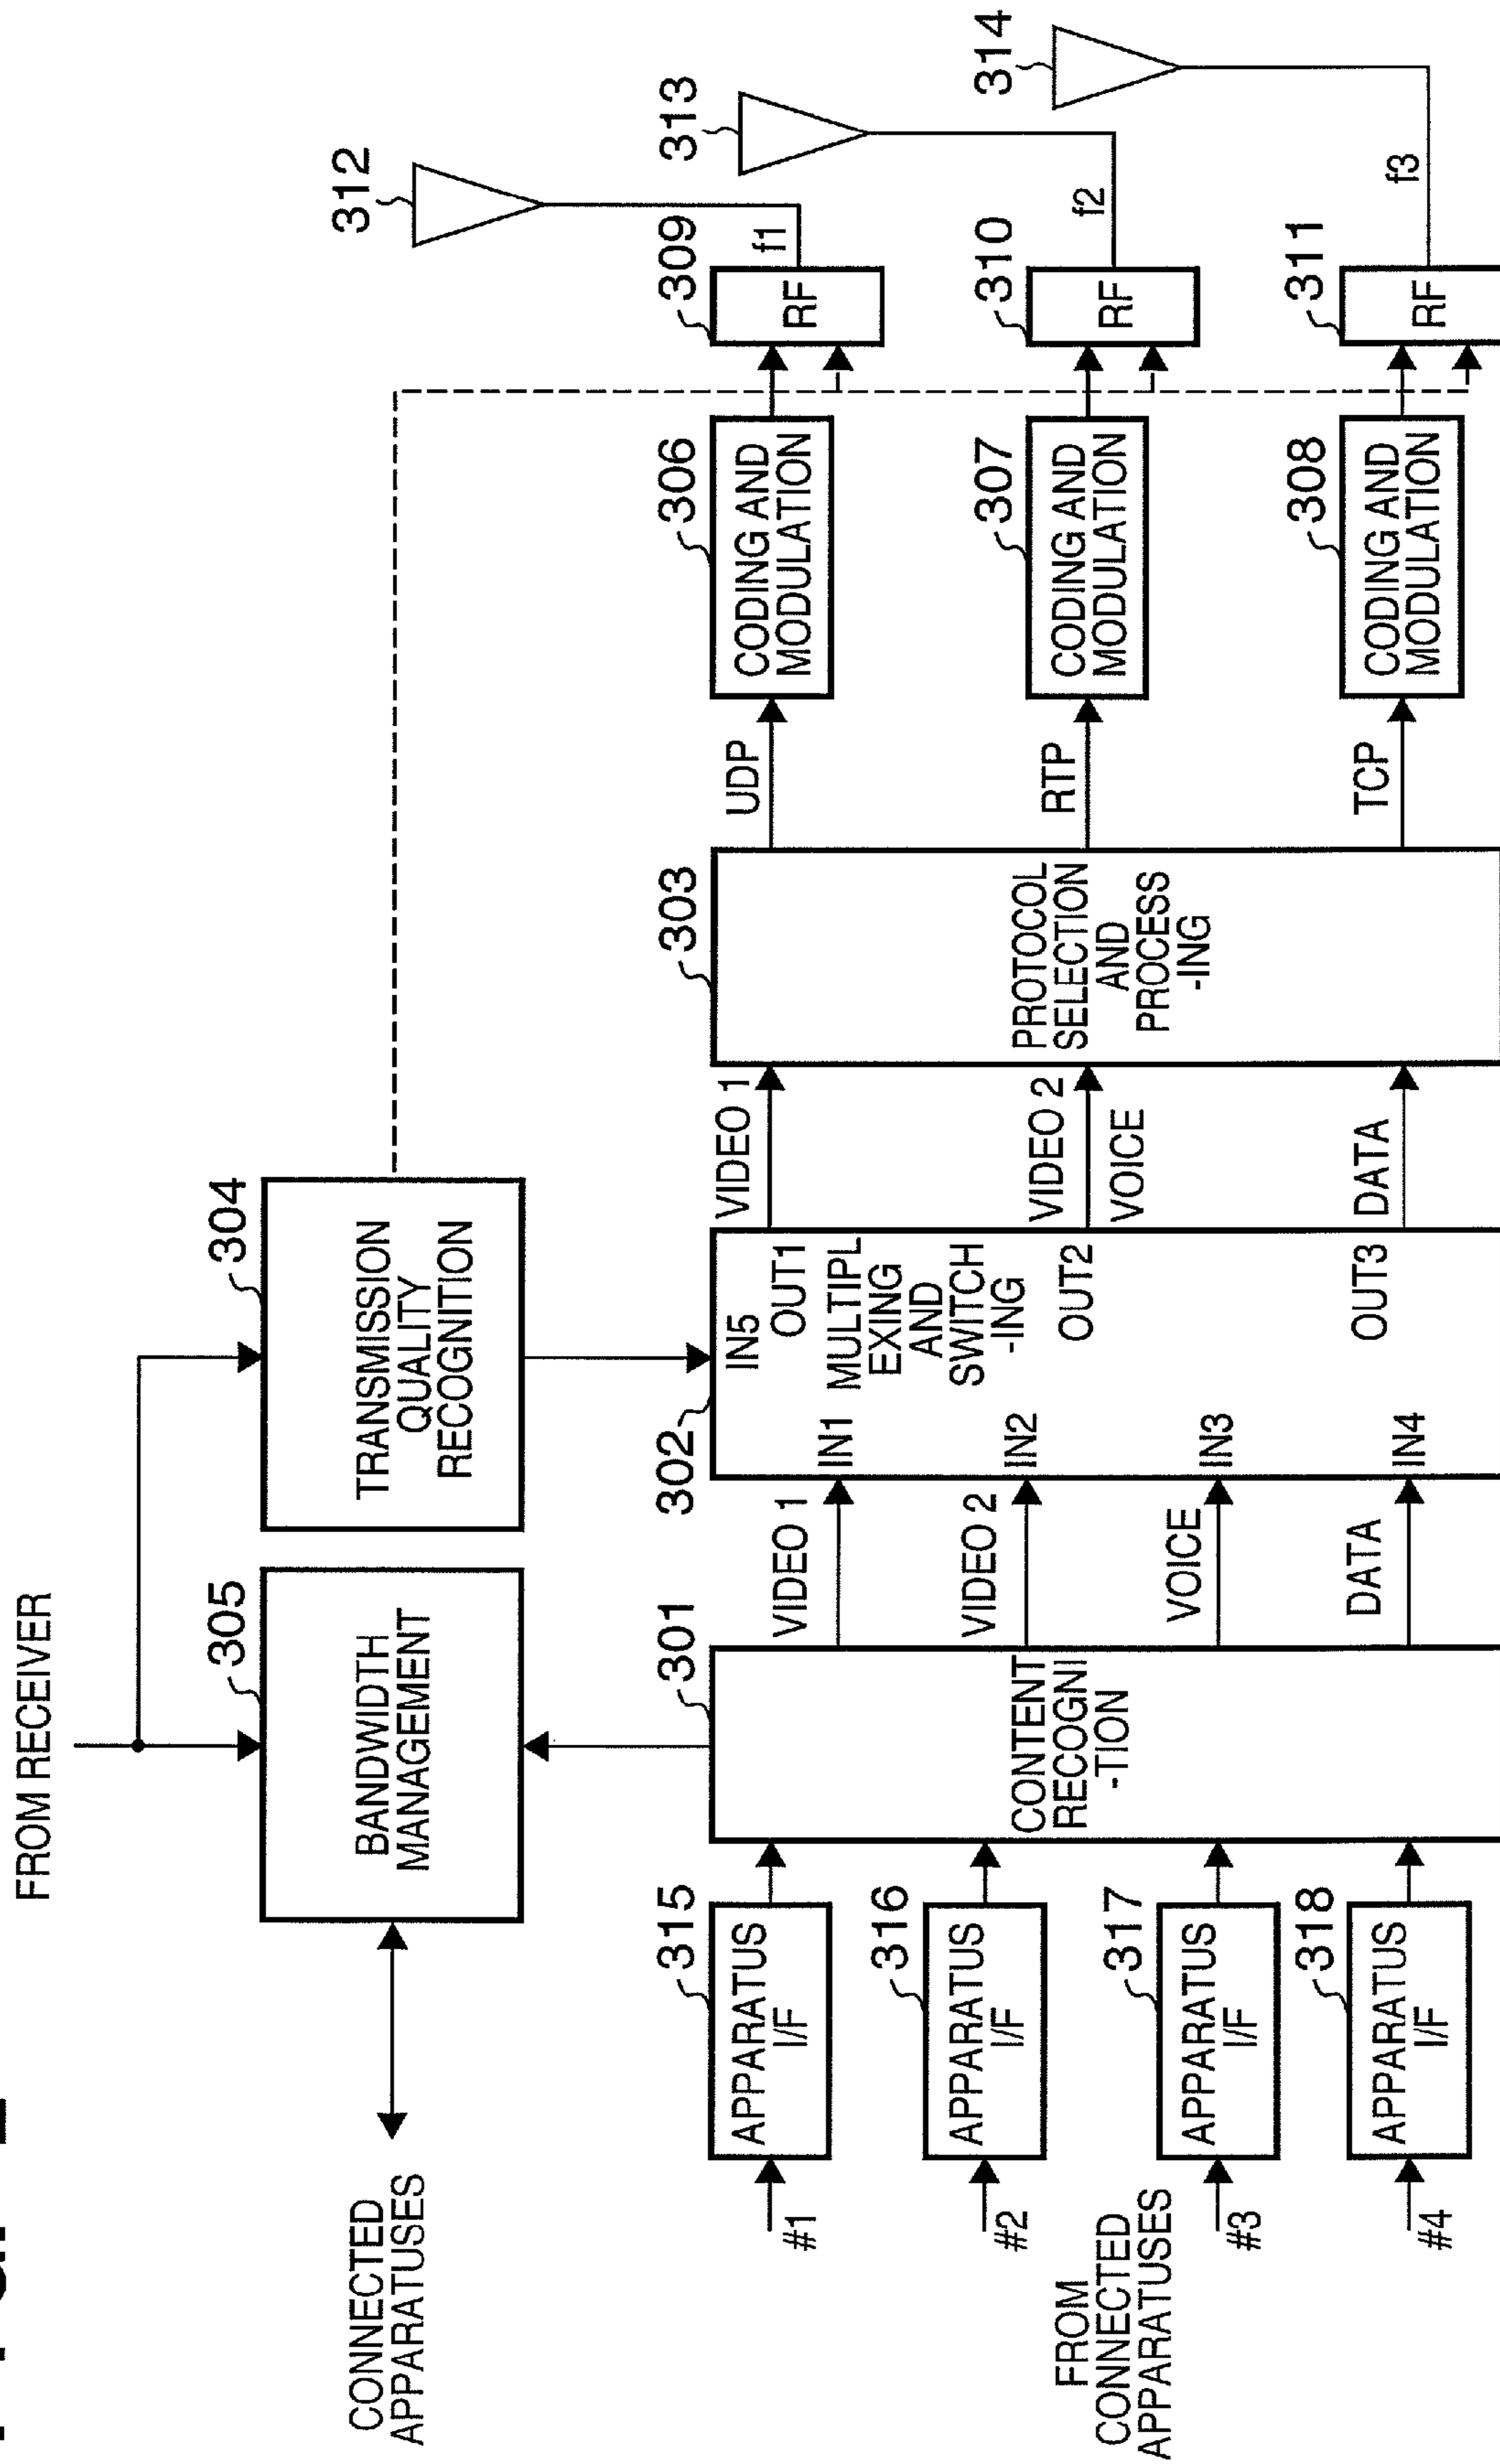 FROM RECEIVER
305
BANDWIDTH
MANAGEMENT
304
TRANSMISSION
QUALITY
RECOGNITION
CONNECTED
APPARATUSES
312
313
314
315
APPARATUS
I/F
#1
316
APPARATUS
I/F
#2
317
APPARATUS
I/F
#3
318
APPARATUS
I/F
#4
FROM
CONNECTED
APPARATUSES
301
CONTENT
RECOGNI
-TION
VIDEO 1
VIDEO 2
VOICE
DATA
302
IN5
OUT1
MULTIPL
EXING
AND
SWITCH
-ING
IN1
IN2
IN3
IN4
OUT2
OUT3
VIDEO 1
VIDEO 2
VOICE
DATA
303
PROTOCOL
SELECTION
AND
PROCESS
-ING
UDP
RTP
TCP
306
CODING AND
MODULATION
307
CODING AND
MODULATION
308
CODING AND
MODULATION
309
RF
f1
310
RF
f2
311
RF
f3